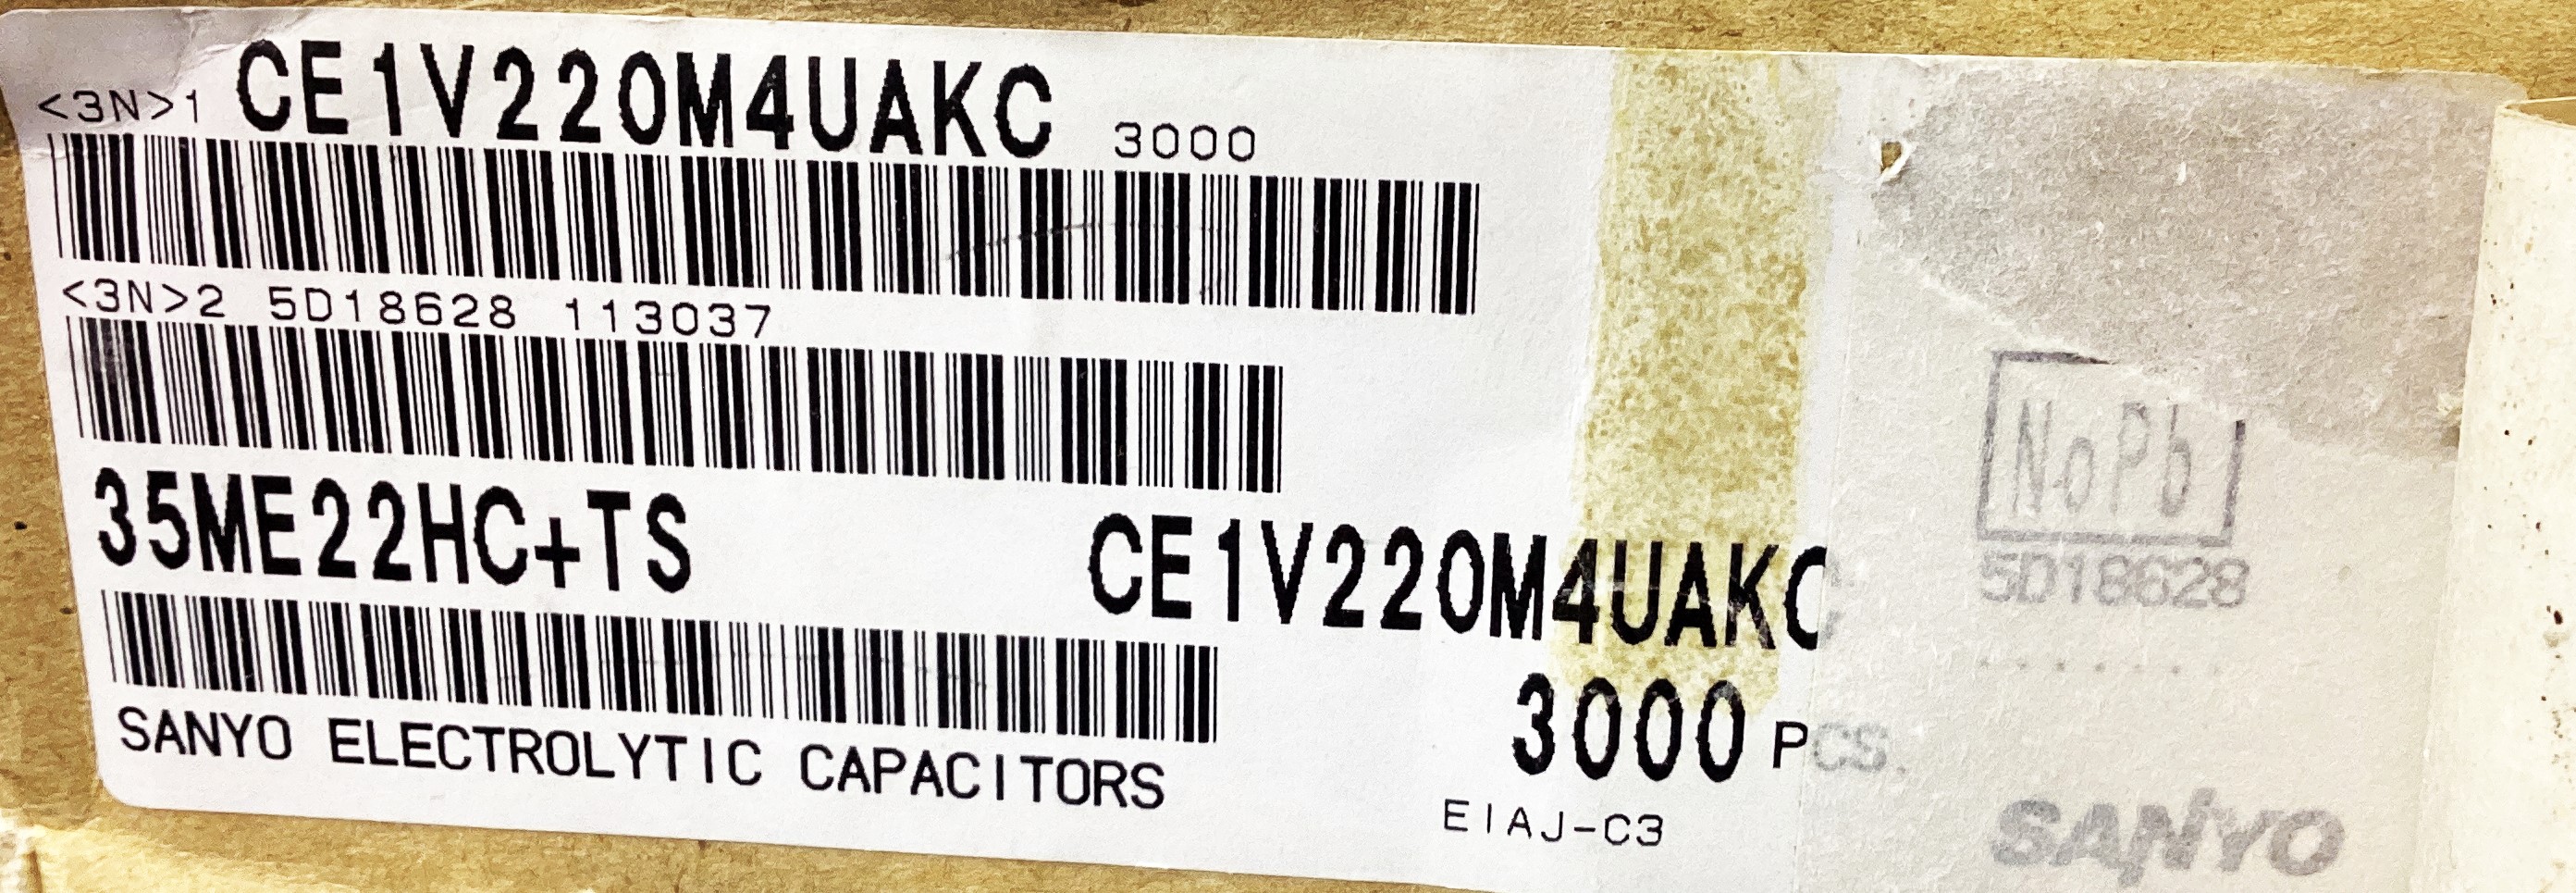 <3N>1 CE1V220M4UAKC 3000
<3N>2 5D18628 113037
35ME22HC+TS CE1V220M4UAKC
NoPb
5D18628
3000 PCS.
SANYO ELECTROLYTIC CAPACITORS
EIAJ-C3
SANYO